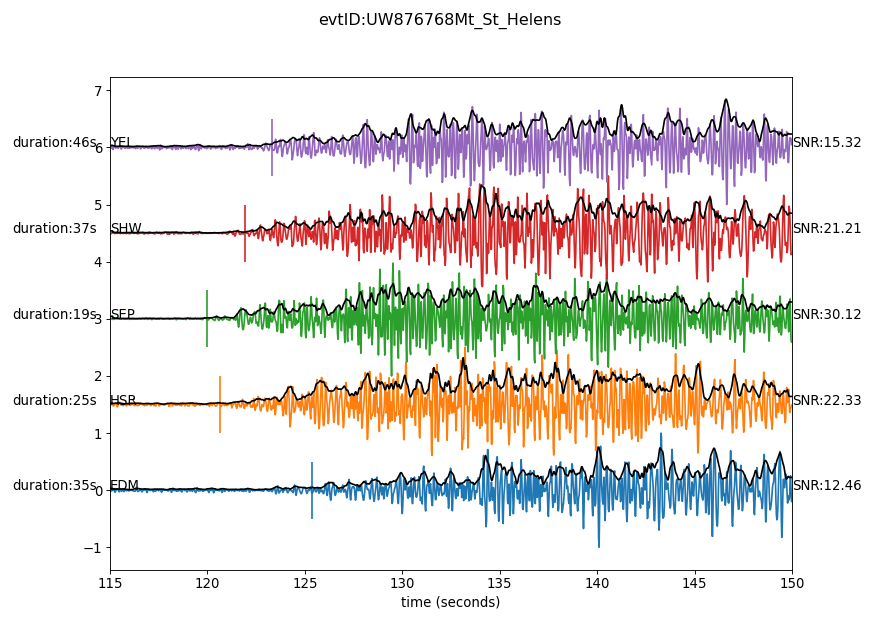 evtID:UW876768Mt_St_Helens
7
duration:46s YEL SNR:15.32
6
5
duration:37s SHW SNR:21.21
4
duration:19s SEP SNR:30.12
3
2
duration:25s HSR SNR:22.33
1
duration:35s EDM SNR:12.46
0
−1
115 120 125 130 135 140 145 150
time (seconds)